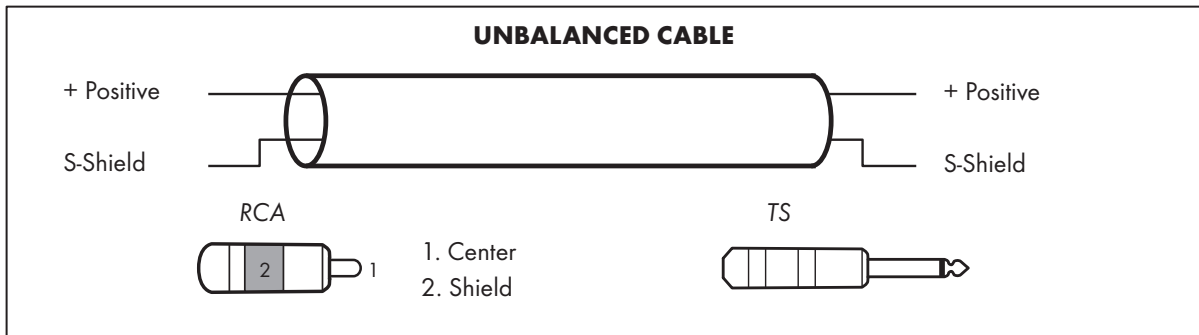 UNBALANCED CABLE
+ Positive
+ Positive
S-Shield
S-Shield
RCA
TS
2
1
1. Center
2. Shield